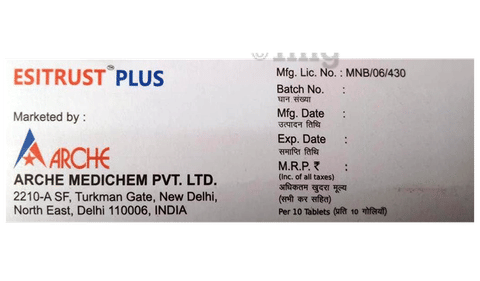 ESITRUST™ PLUS
Marketed by :
ARCHE
ARCHE MEDICHEM PVT. LTD.
2210-A SF, Turkman Gate, New Delhi,
North East, Delhi 110006, INDIA
Mfg. Lic. No. : MNB/06/430
Batch No. :
घान संख्या
Mfg. Date :
उत्पादन तिथि
Exp. Date :
समाप्ति तिथि
M.R.P. ₹ :
(Inc. of all taxes)
अधिकतम खुदरा मूल्य
(सभी कर सहित)
Per 10 Tablets (प्रति 10 गोलियाँ)